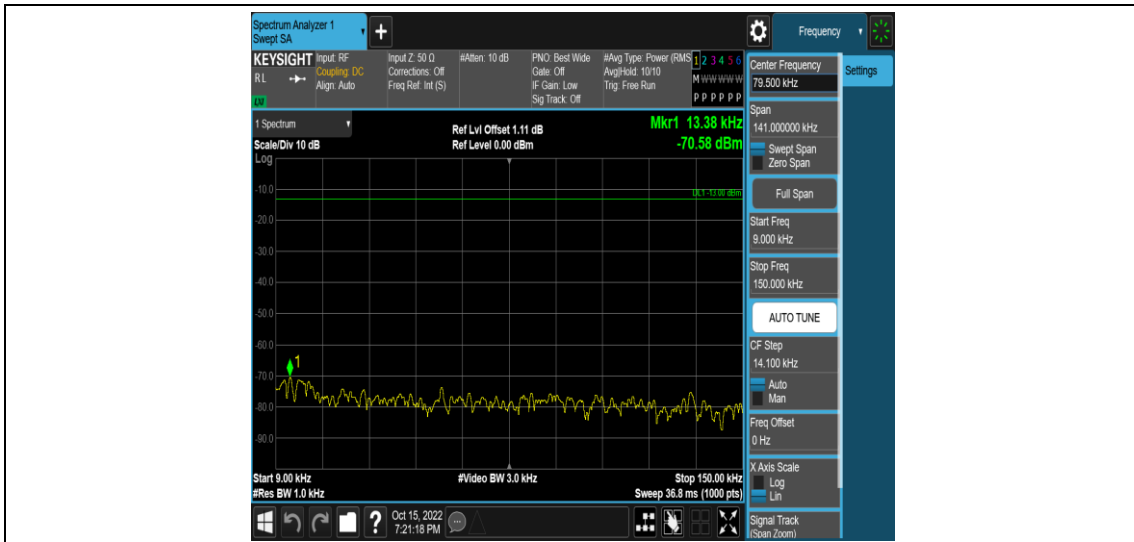 Spectrum Analyzer 1
Swept SA
+
Frequency
KEYSIGHT
RL
LXI
Input: RF
Coupling: DC
Align: Auto
Input Z: 50 Ω
Corrections: Off
Freq Ref: Int (S)
#Atten: 10 dB
PNO: Best Wide
Gate: Off
IF Gain: Low
Sig Track: Off
#Avg Type: Power (RMS
Avg|Hold: 10/10
Trig: Free Run
1 2 3 4 5 6
M W W W W W
P P P P P P
1 Spectrum
Scale/Div 10 dB
Log
Ref Lvl Offset 1.11 dB
Ref Level 0.00 dBm
Mkr1 13.38 kHz
-70.58 dBm
DL1 -13.00 dBm
-10.0
-20.0
-30.0
-40.0
-50.0
-60.0
1
-70.0
-80.0
-90.0
Start 9.00 kHz
#Res BW 1.0 kHz
#Video BW 3.0 kHz
Stop 150.00 kHz
Sweep 36.8 ms (1000 pts)
?
Oct 15, 2022
7:21:18 PM
Center Frequency
79.500 kHz
Settings
Span
141.000000 kHz
Swept Span
Zero Span
Full Span
Start Freq
9.000 kHz
Stop Freq
150.000 kHz
AUTO TUNE
CF Step
14.100 kHz
Auto
Man
Freq Offset
0 Hz
X Axis Scale
Log
Lin
Signal Track
(Span Zoom)